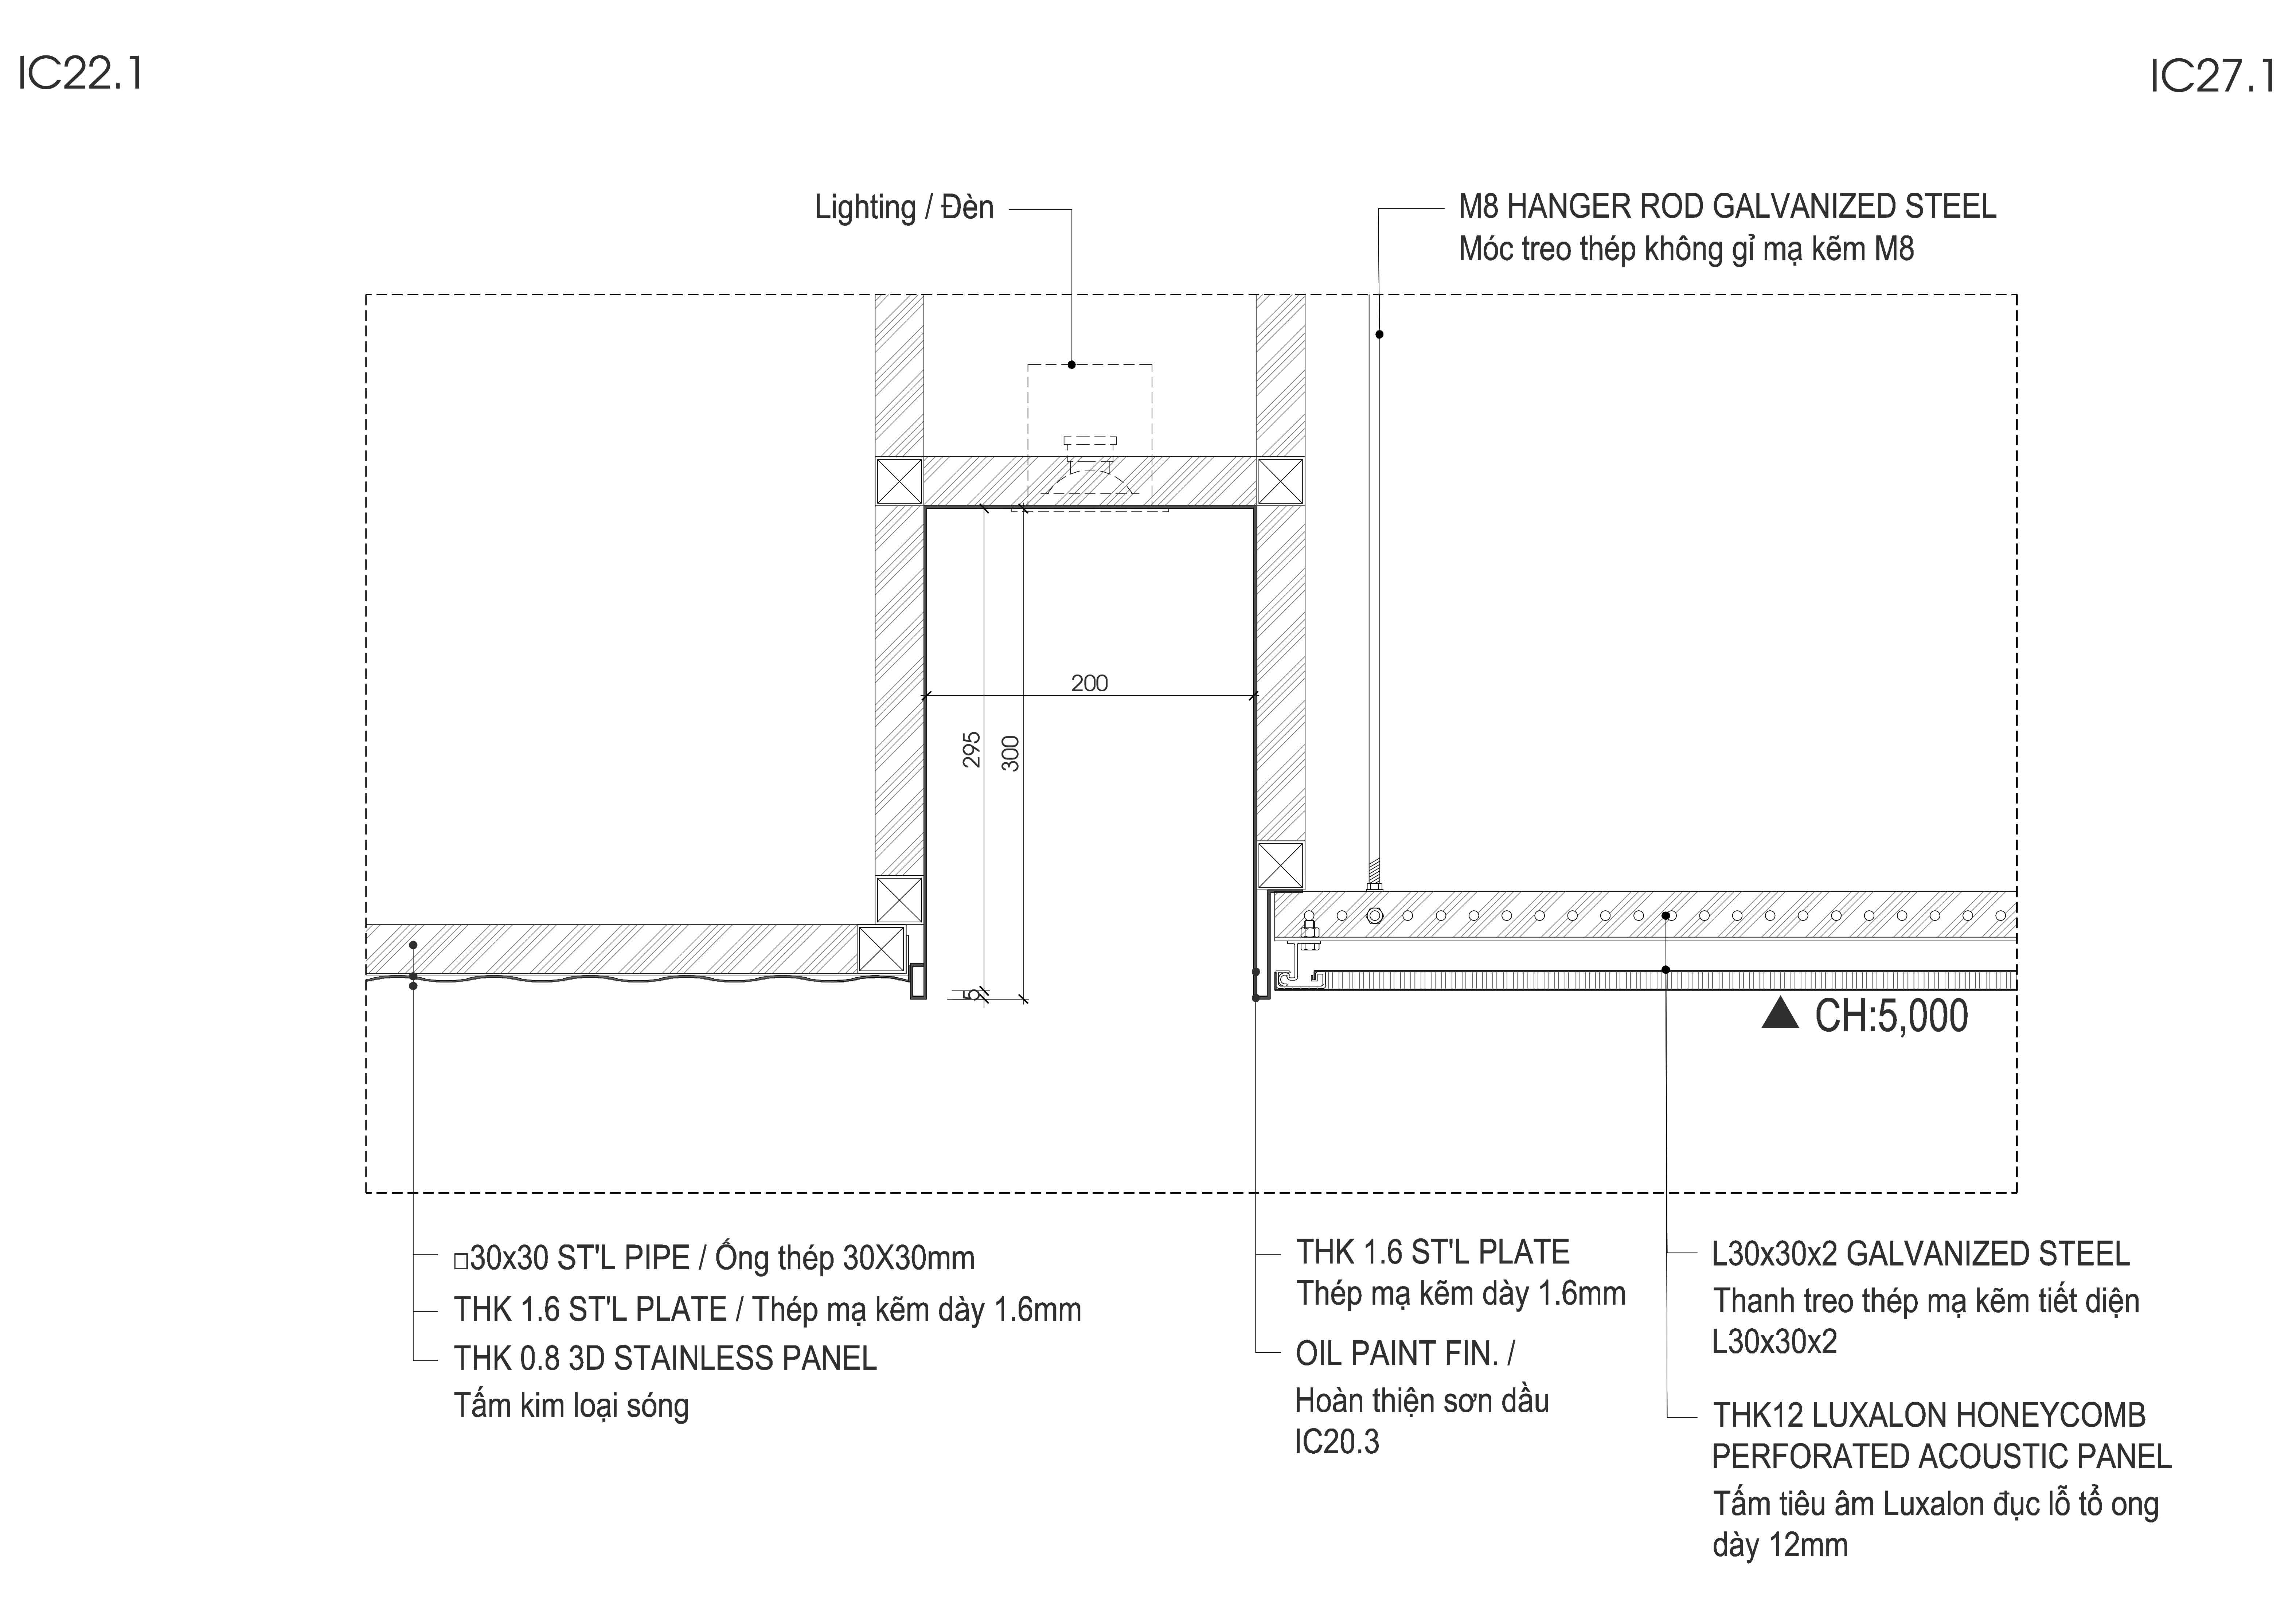 IC22.1
IC27.1
Lighting / Đèn
M8 HANGER ROD GALVANIZED STEEL
Móc treo thép không gỉ mạ kẽm M8
200
295
300
5
CH:5,000
□30x30 ST'L PIPE / Ống thép 30X30mm
THK 1.6 ST'L PLATE / Thép mạ kẽm dày 1.6mm
THK 0.8 3D STAINLESS PANEL
Tấm kim loại sóng
THK 1.6 ST'L PLATE
Thép mạ kẽm dày 1.6mm
OIL PAINT FIN. /
Hoàn thiện sơn dầu
IC20.3
L30x30x2 GALVANIZED STEEL
Thanh treo thép mạ kẽm tiết diện
L30x30x2
THK12 LUXALON HONEYCOMB
PERFORATED ACOUSTIC PANEL
Tấm tiêu âm Luxalon đục lỗ tổ ong
dày 12mm